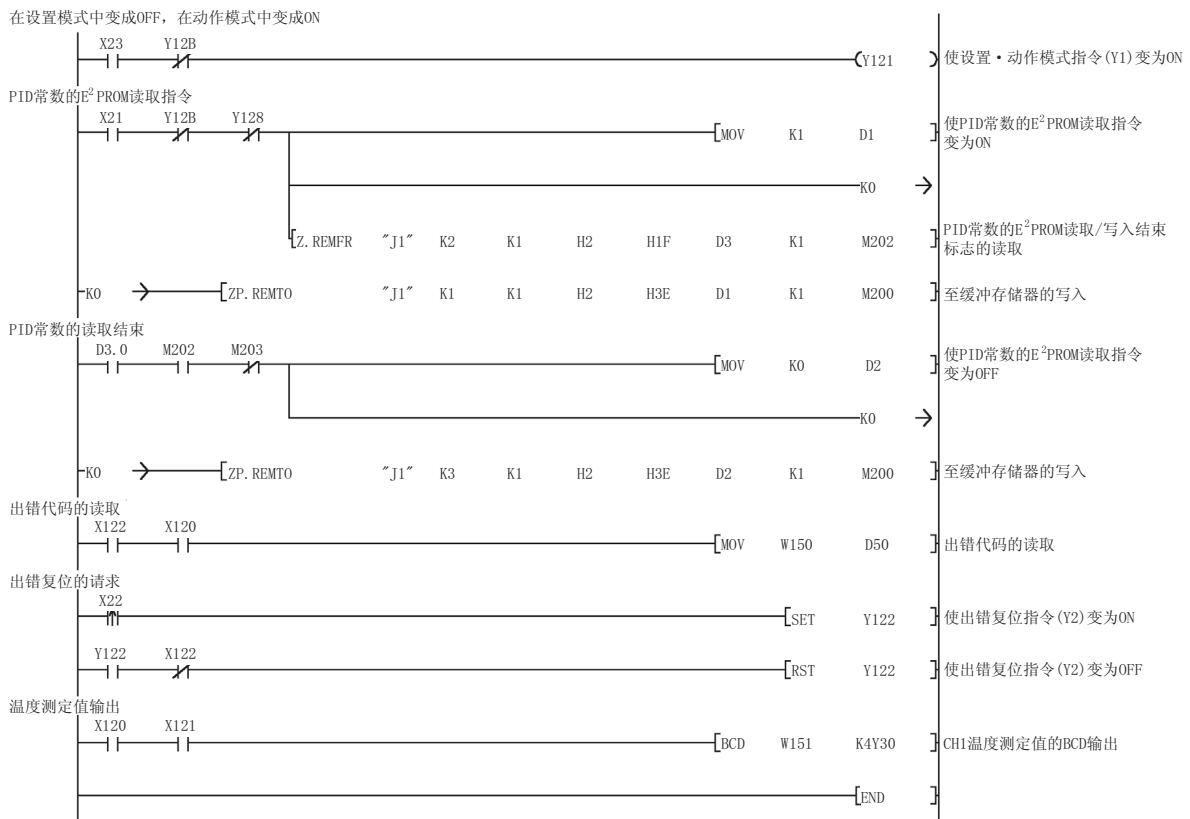 在设置模式中变成OFF，在动作模式中变成ON
X23 Y12B
Y121 使设置・动作模式指令(Y1)变为ON
PID常数的E²PROM读取指令
X21 Y12B Y128
MOV K1 D1 使PID常数的E²PROM读取指令
变为ON
K0
Z.REMFR "J1" K2 K1 H2 H1F D3 K1 M202 PID常数的E²PROM读取/写入结束
标志的读取
K0 ZP.REMTO "J1" K1 K1 H2 H3E D1 K1 M200 至缓冲存储器的写入
PID常数的读取结束
D3.0 M202 M203
MOV K0 D2 使PID常数的E²PROM读取指令
变为OFF
K0
K0 ZP.REMTO "J1" K3 K1 H2 H3E D2 K1 M200 至缓冲存储器的写入
出错代码的读取
X122 X120
MOV W150 D50 出错代码的读取
出错复位的请求
X22
SET Y122 使出错复位指令(Y2)变为ON
Y122 X122
RST Y122 使出错复位指令(Y2)变为OFF
温度测定值输出
X120 X121
BCD W151 K4Y30 CH1温度测定值的BCD输出
END